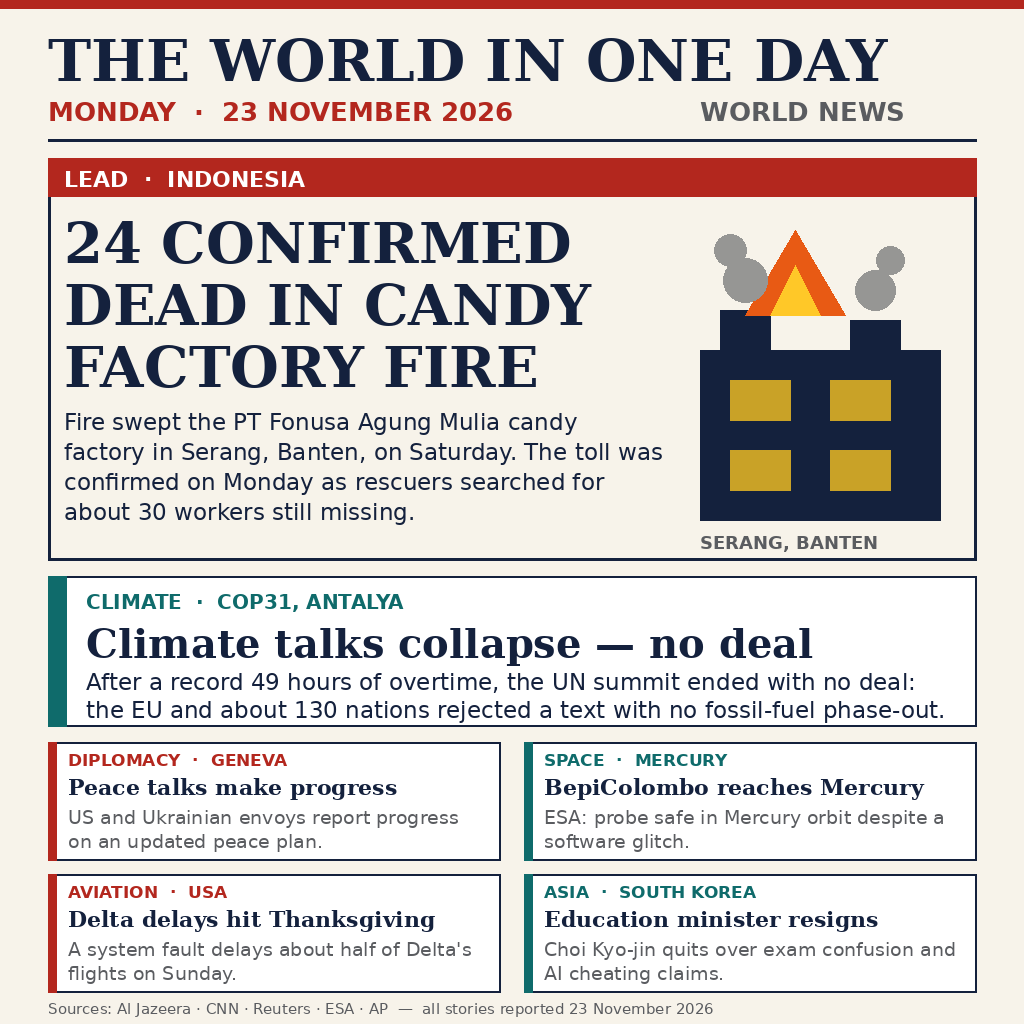 THE WORLD IN ONE DAY
MONDAY · 23 NOVEMBER 2026
WORLD NEWS
LEAD · INDONESIA
24 CONFIRMED
DEAD IN CANDY
FACTORY FIRE
Fire swept the PT Fonusa Agung Mulia candy
factory in Serang, Banten, on Saturday. The toll was
confirmed on Monday as rescuers searched for
about 30 workers still missing.
SERANG, BANTEN
CLIMATE · COP31, ANTALYA
Climate talks collapse — no deal
After a record 49 hours of overtime, the UN summit ended with no deal:
the EU and about 130 nations rejected a text with no fossil-fuel phase-out.
DIPLOMACY · GENEVA
Peace talks make progress
US and Ukrainian envoys report progress
on an updated peace plan.
SPACE · MERCURY
BepiColombo reaches Mercury
ESA: probe safe in Mercury orbit despite a
software glitch.
AVIATION · USA
Delta delays hit Thanksgiving
A system fault delays about half of Delta's
flights on Sunday.
ASIA · SOUTH KOREA
Education minister resigns
Choi Kyo-jin quits over exam confusion and
AI cheating claims.
Sources: Al Jazeera · CNN · Reuters · ESA · AP — all stories reported 23 November 2026